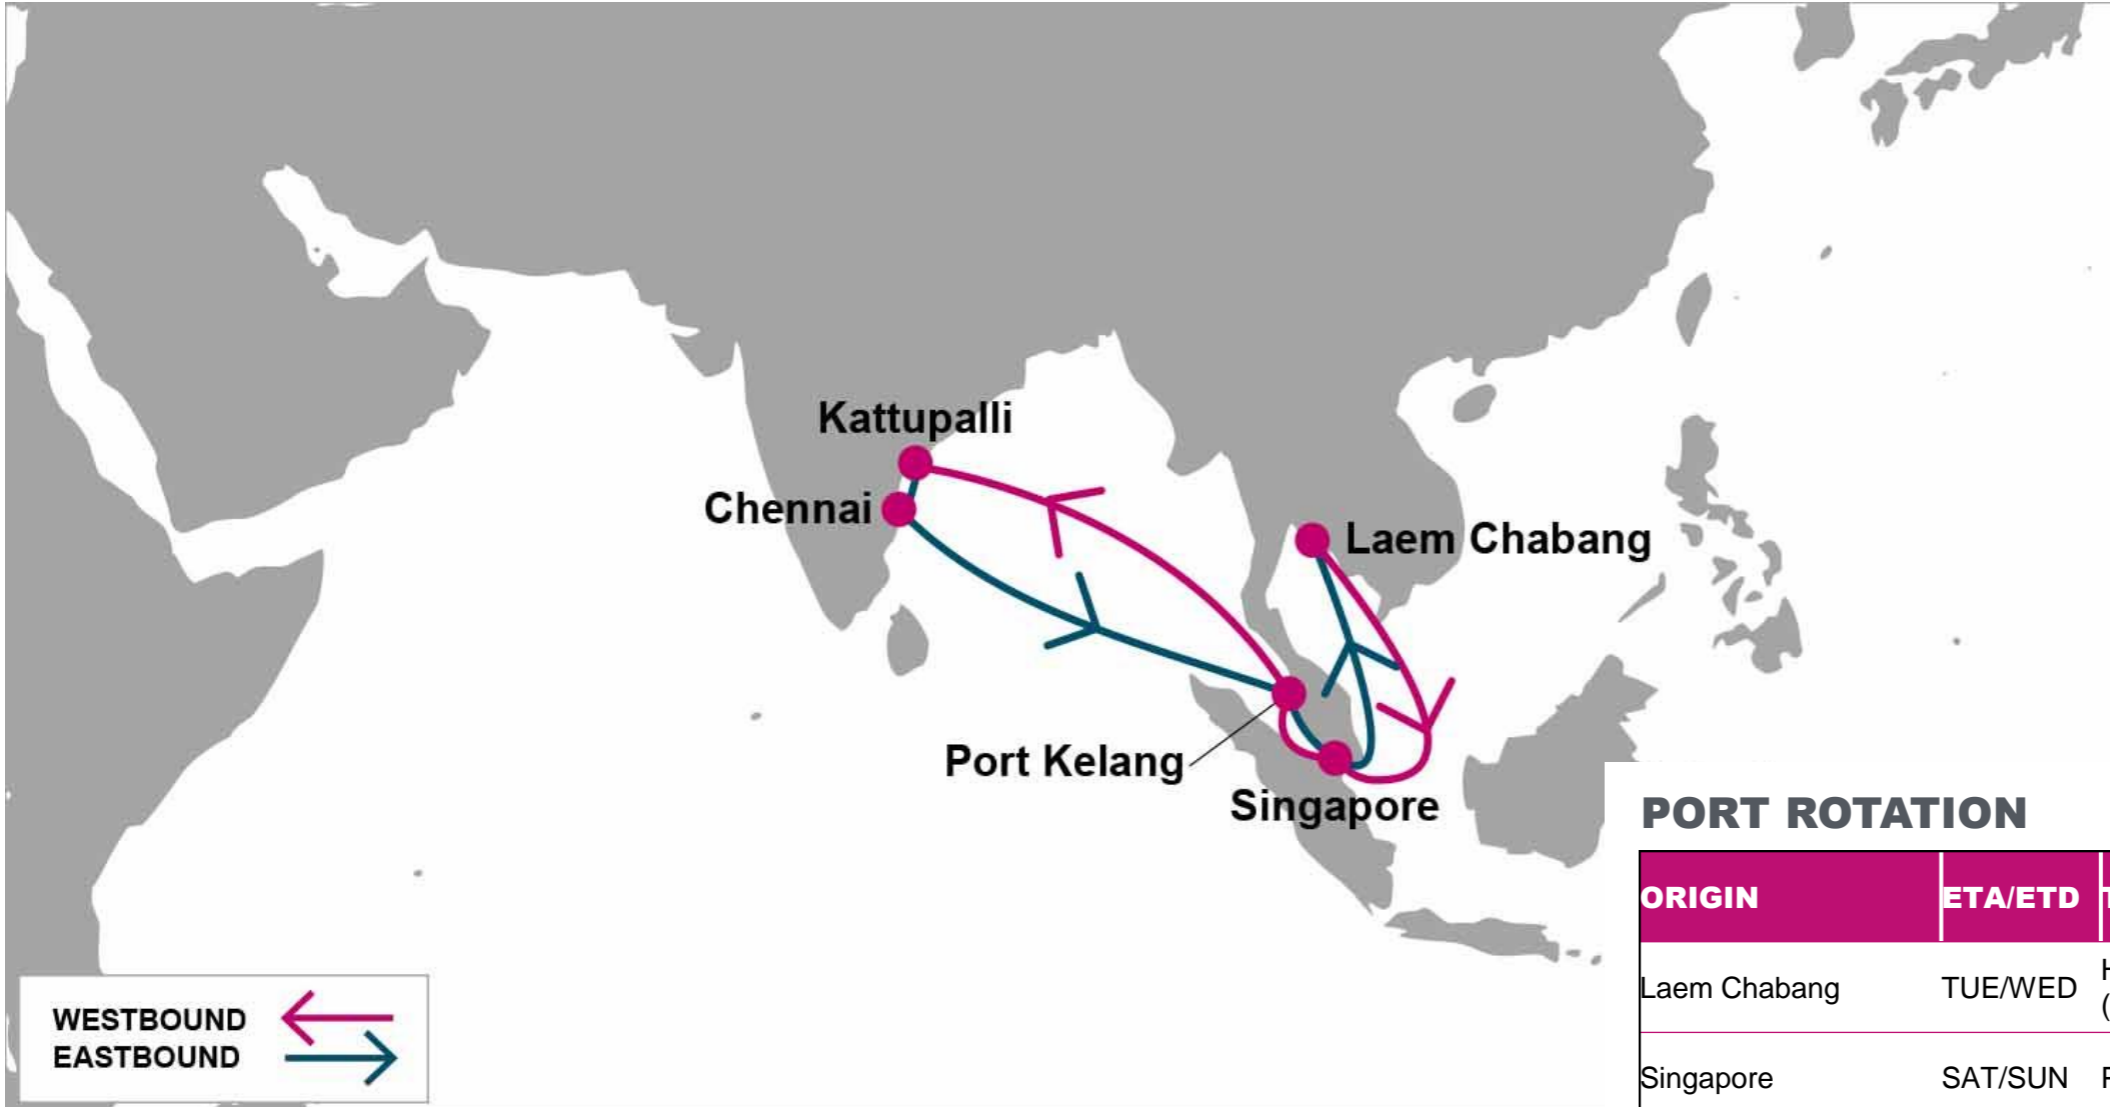 Kattupalli
Chennai
Laem Chabang
Port Kelang
Singapore
WESTBOUND
EASTBOUND
PORT ROTATION
ORIGIN ETA/ETD
Laem Chabang TUE/WED
Singapore SAT/SUN